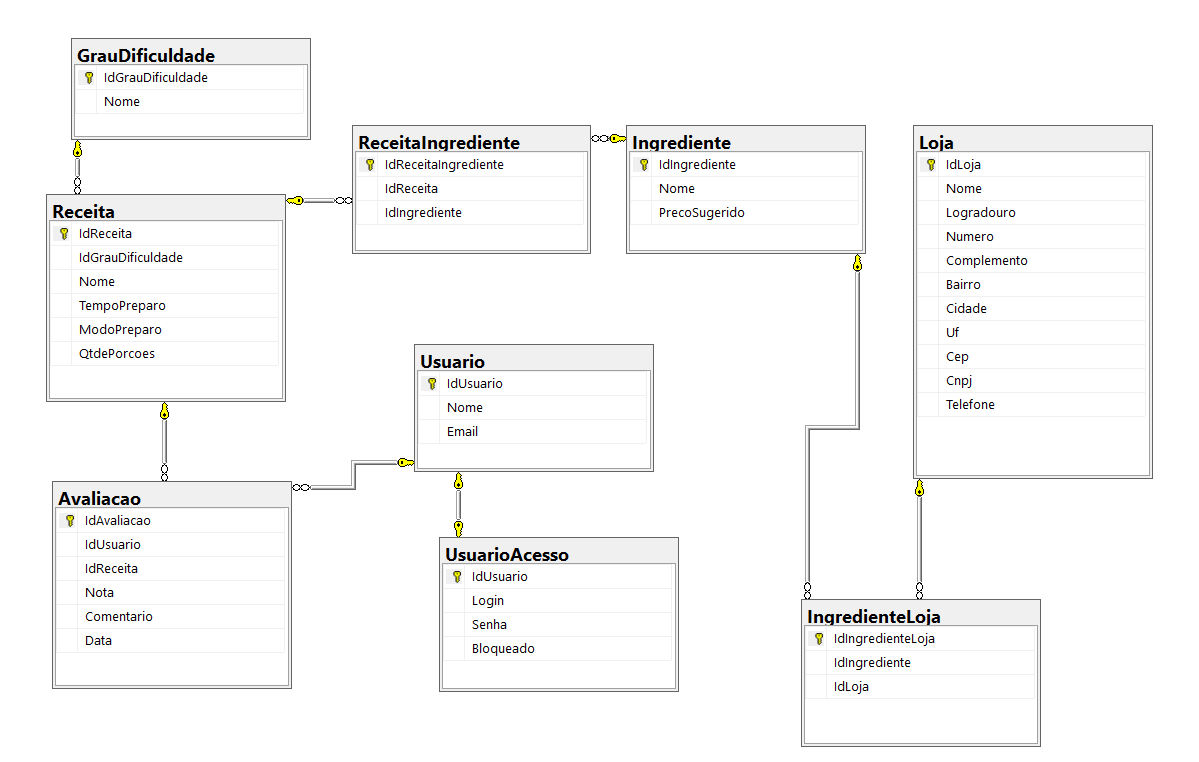 GrauDificuldade
IdGrauDificuldade
Nome
Receita
IdReceita
IdGrauDificuldade
Nome
TempoPreparo
ModoPreparo
QtdePorcoes
ReceitaIngrediente
IdReceitaIngrediente
IdReceita
IdIngrediente
Ingrediente
IdIngrediente
Nome
PrecoSugerido
Loja
IdLoja
Nome
Logradouro
Numero
Complemento
Bairro
Cidade
Uf
Cep
Cnpj
Telefone
Usuario
IdUsuario
Nome
Email
Avaliacao
IdAvaliacao
IdUsuario
IdReceita
Nota
Comentario
Data
UsuarioAcesso
IdUsuario
Login
Senha
Bloqueado
IngredienteLoja
IdIngredienteLoja
IdIngrediente
IdLoja